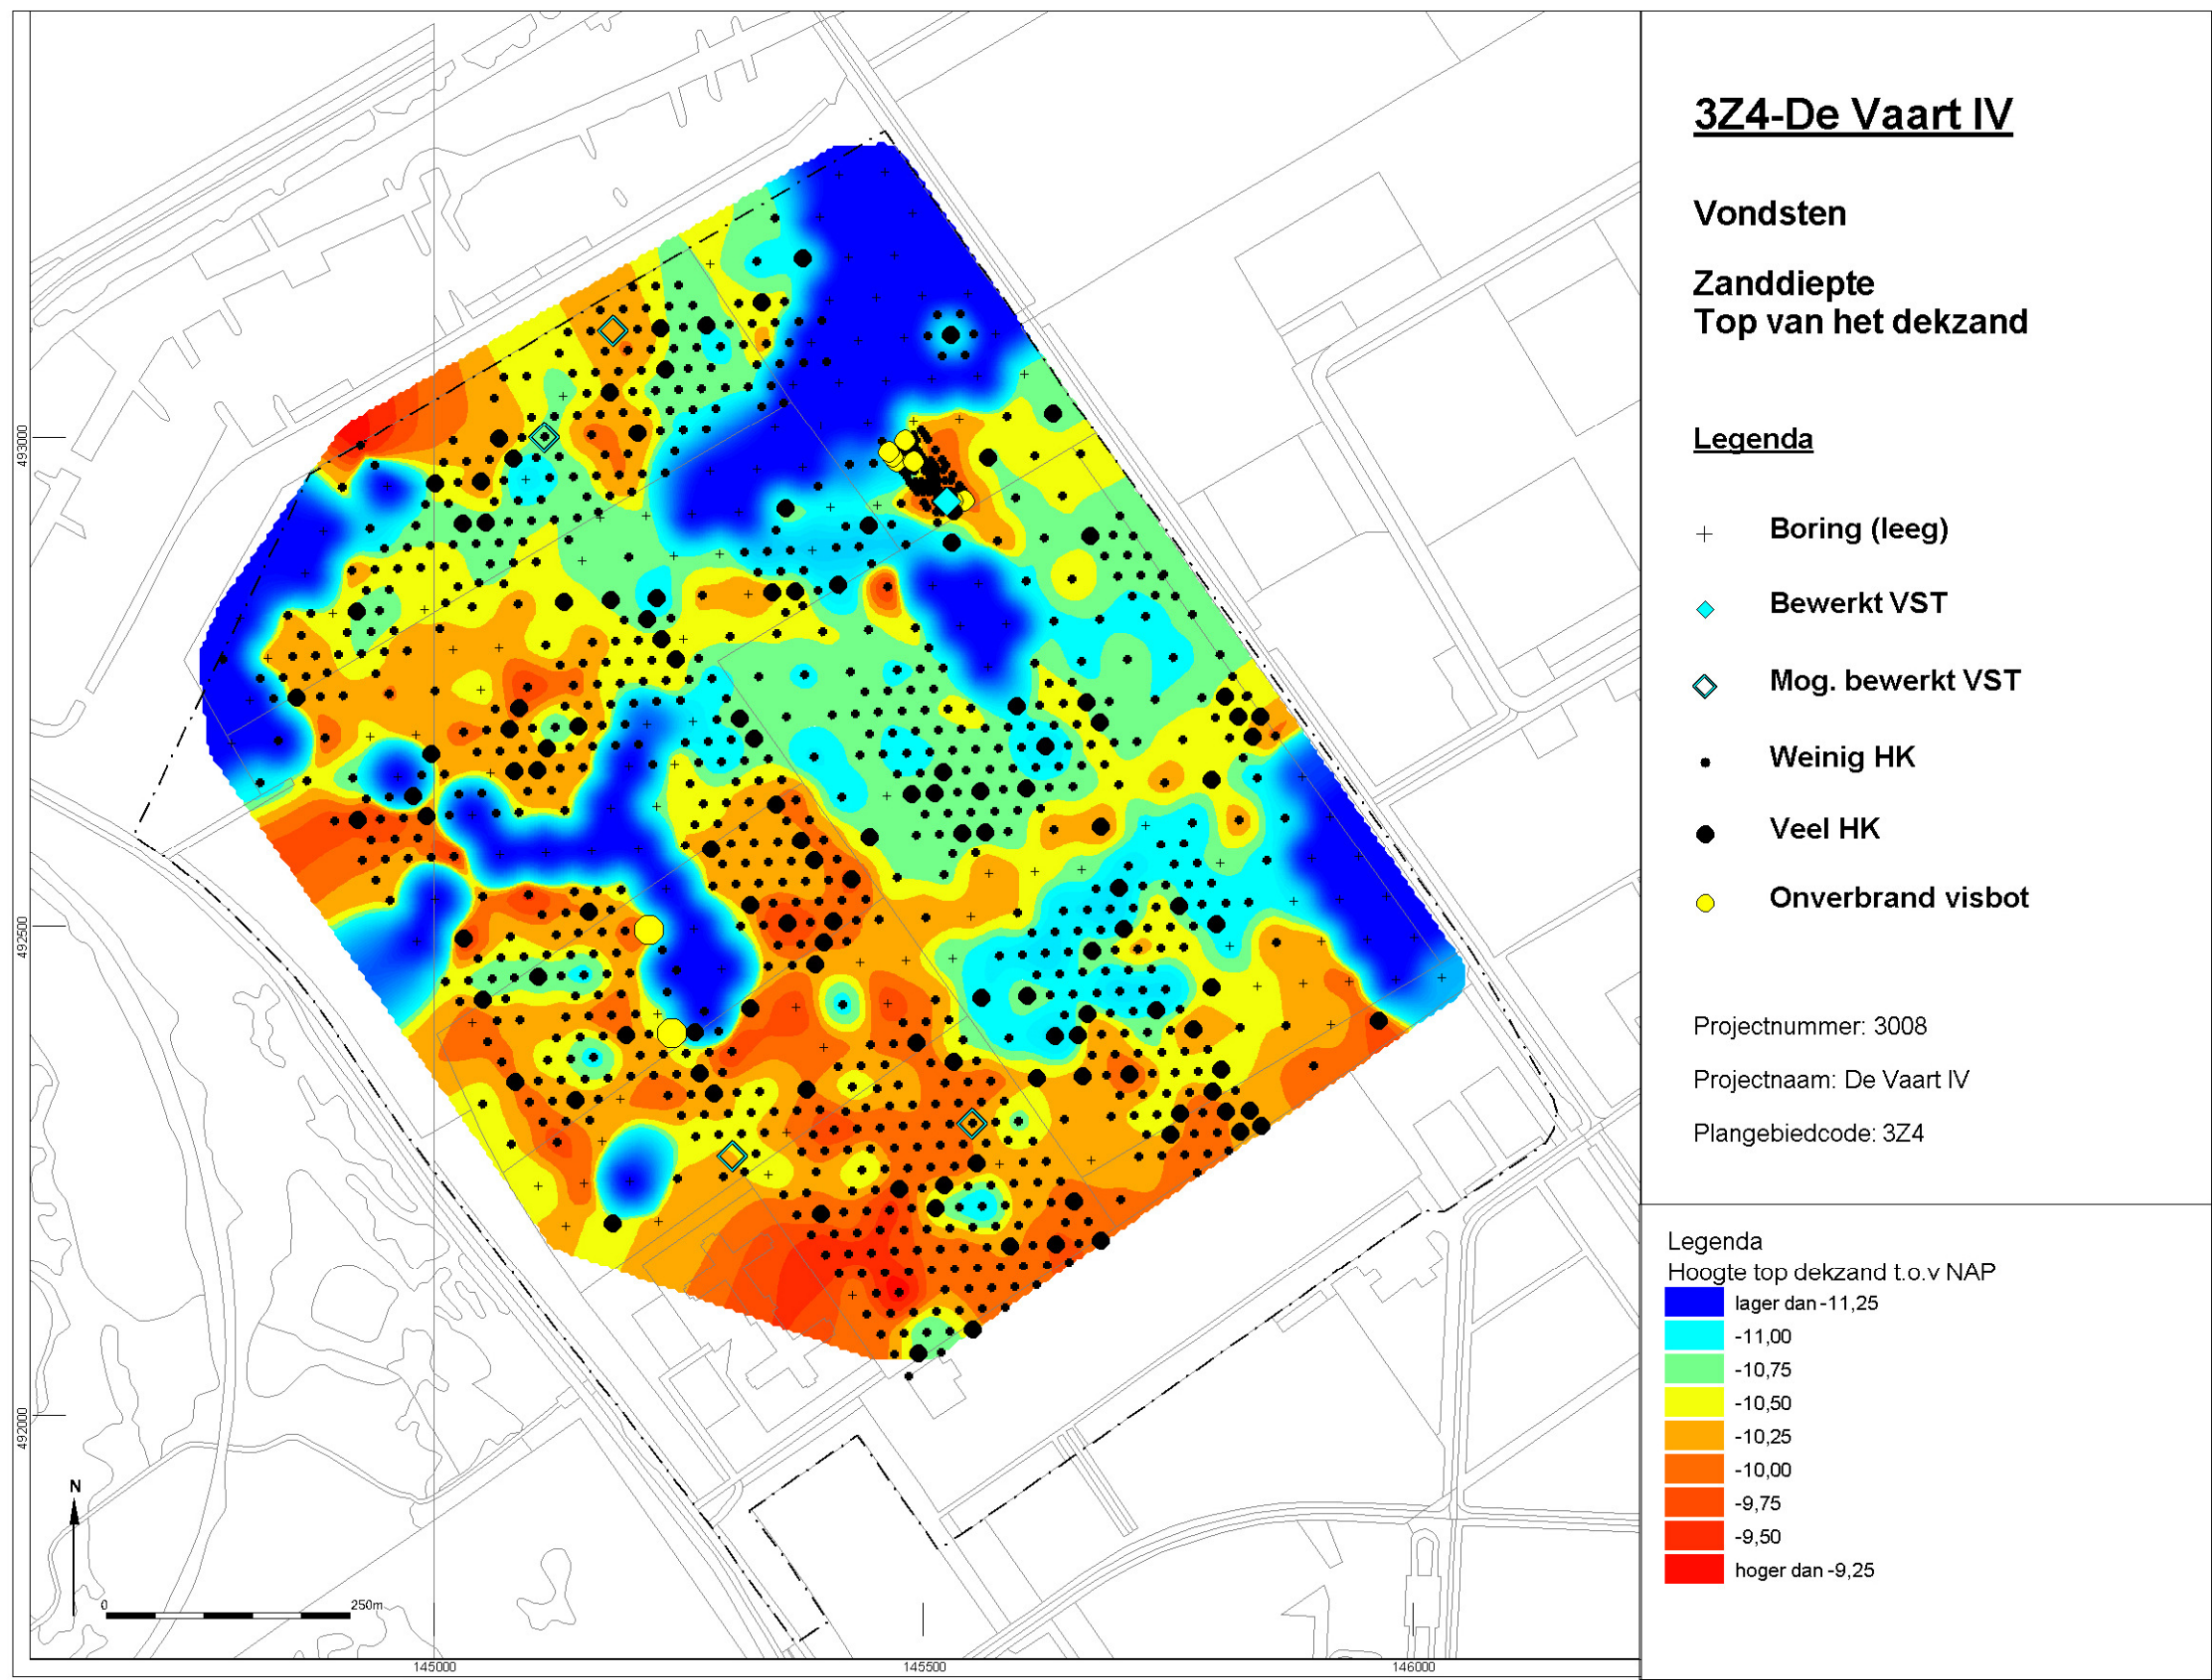 3Z4-De Vaart IV
Vondsten
Zanddiepte
Top van het dekzand
Legenda
Boring (leeg)
Bewerkt VST
Mog. bewerkt VST
Weinig HK
Veel HK
Onverbrand visbot
Projectnummer: 3008
Projectnaam: De Vaart IV
Plangebiedcode: 3Z4
Legenda
Hoogte top dekzand t.o.v NAP
lager dan -11,25
-11,00
-10,75
-10,50
-10,25
-10,00
-9,75
-9,50
hoger dan -9,25
493000
492500
492000
N
0 250m
145000 145500 146000